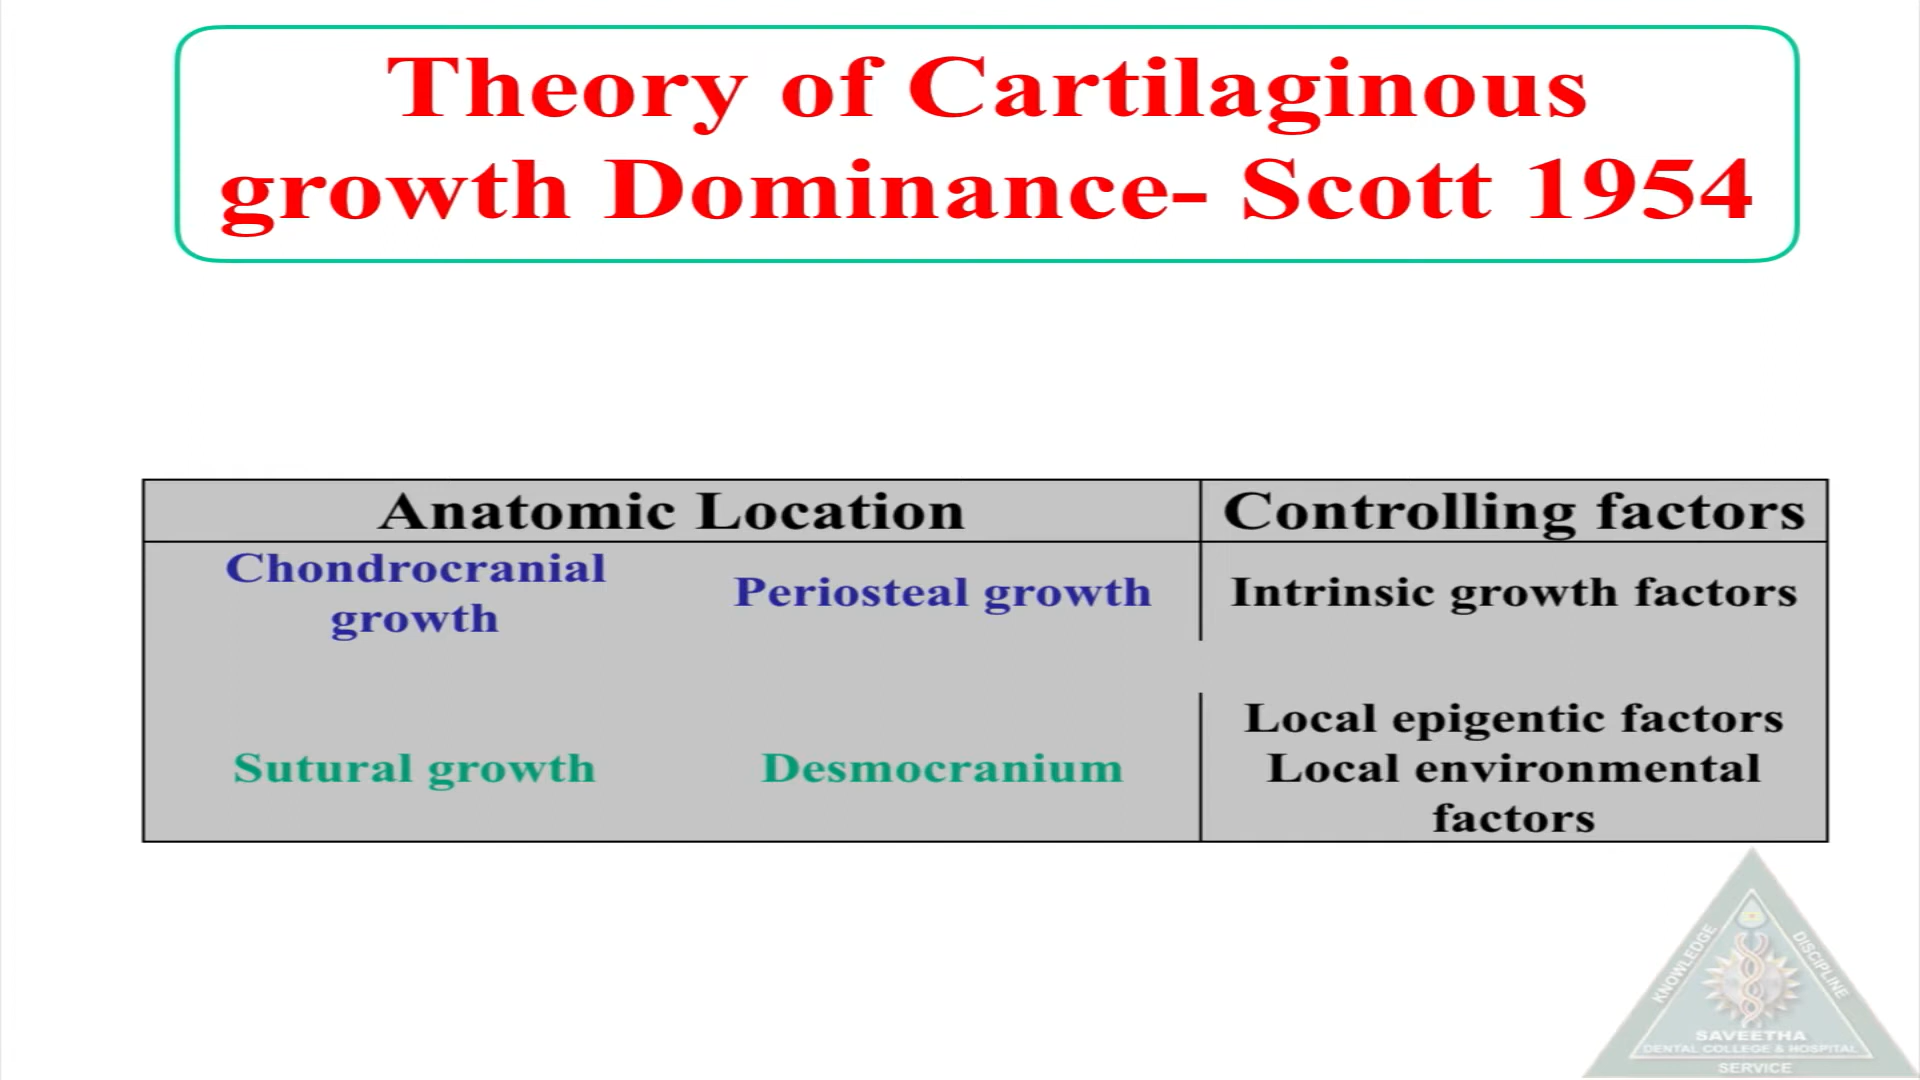 Theory of Cartilaginous
growth Dominance- Scott 1954
Anatomic Location
Controlling factors
Chondrocranial
growth
Periosteal growth
Intrinsic growth factors
Sutural growth
Desmocranium
Local epigentic factors
Local environmental
factors
KNOWLEDGE
DISCIPLINE
SAVEETHA
DENTAL COLLEGE & HOSPITAL
SERVICE